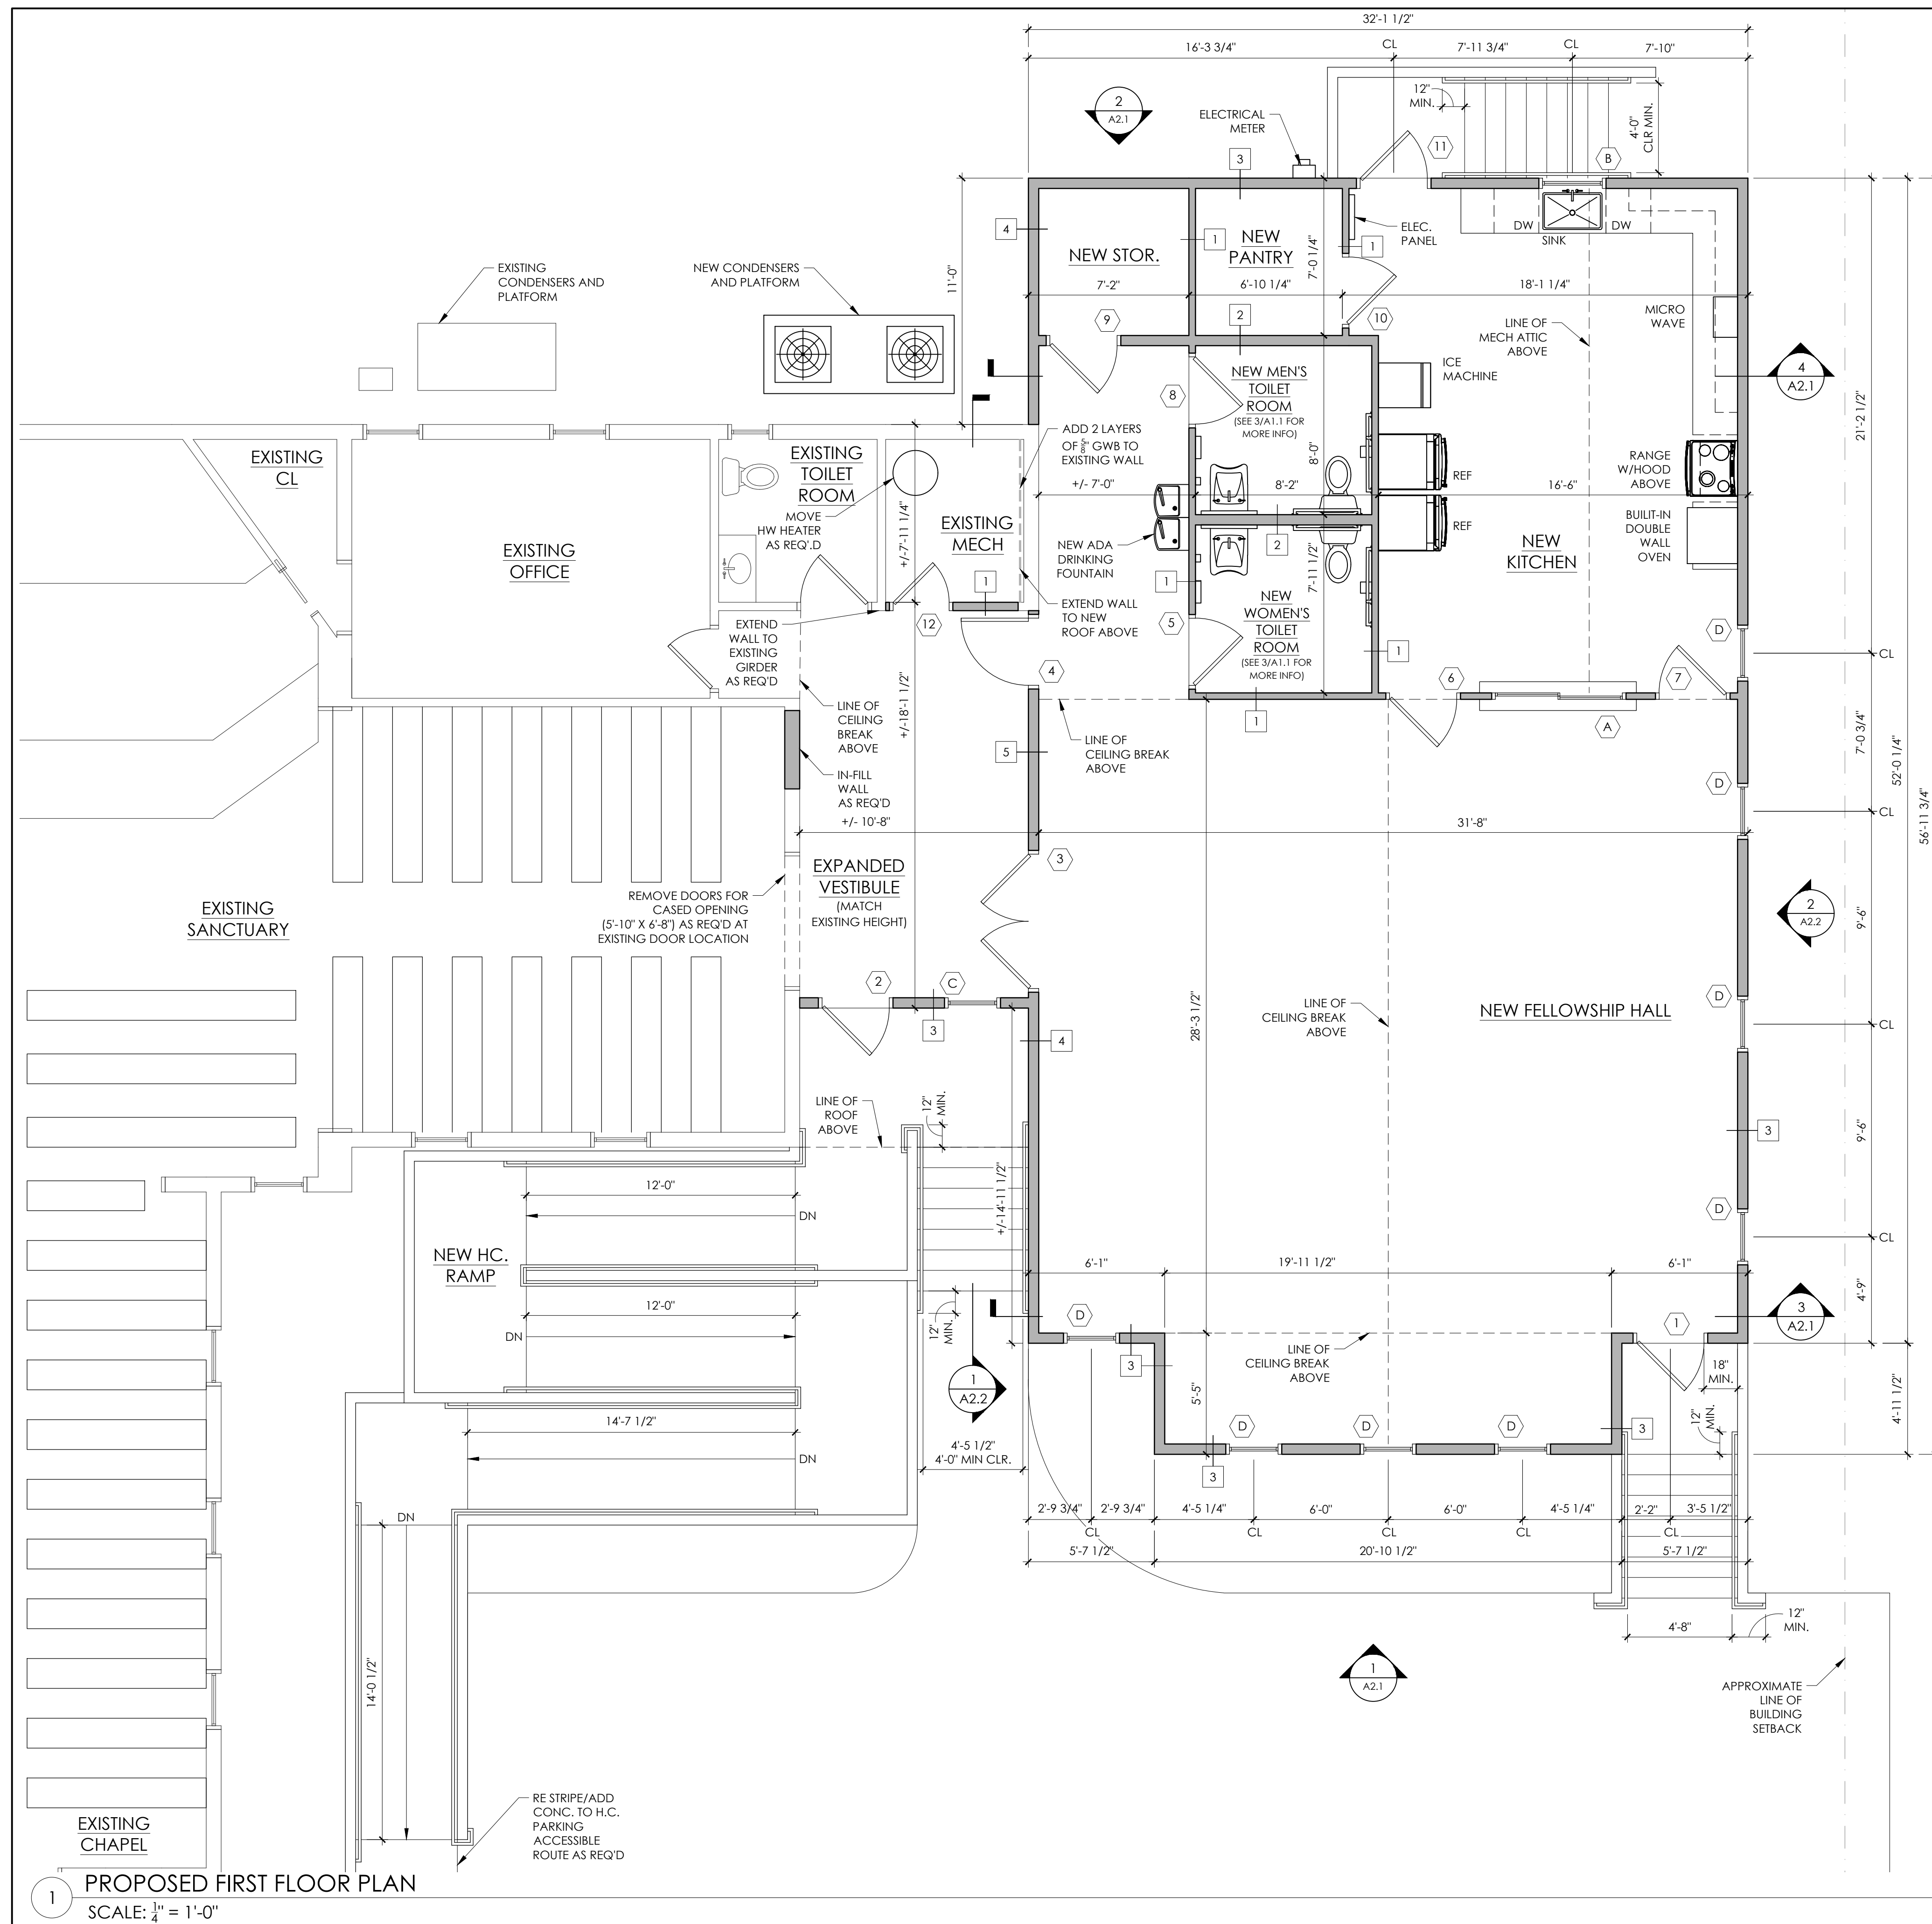 32'-1 1/2"
16'-3 3/4"
CL
7'-11 3/4"
CL
7'-10"
2
A2.1
ELECTRICAL
METER
12"
MIN.
4'-0"
CLR MIN.
3
11
B
4
1
NEW STOR.
NEW
PANTRY
7'-0 1/4"
ELEC.
PANEL
1
DW
SINK
DW
11'-0"
EXISTING
CONDENSERS AND
PLATFORM
NEW CONDENSERS
AND PLATFORM
7'-2"
6'-10 1/4"
18'-1 1/4"
9
2
10
LINE OF
MECH ATTIC
ABOVE
MICRO
WAVE
ICE
MACHINE
4
A2.1
21'-2 1/2"
8
NEW MEN'S
TOILET
ROOM
(SEE 3/A1.1 FOR
MORE INFO)
8'-0"
ADD 2 LAYERS
OF 5/8" GWB TO
EXISTING WALL
+/- 7'-0"
8'-2"
16'-6"
EXISTING
CL
EXISTING
TOILET
ROOM
MOVE
HW HEATER
AS REQ'.D
+/-7'-11 1/4"
EXISTING
MECH
EXISTING
OFFICE
REF
REF
RANGE
W/HOOD
ABOVE
BUILIT-IN
DOUBLE
WALL
OVEN
NEW
KITCHEN
NEW ADA
DRINKING
FOUNTAIN
2
7'-11 1/2"
1
1
EXTEND WALL
TO NEW
ROOF ABOVE
NEW
WOMEN'S
TOILET
ROOM
(SEE 3/A1.1 FOR
MORE INFO)
EXTEND
WALL TO
EXISTING
GIRDER
AS REQ'D
12
5
4
1
6
7
D
CL
+/-18'-1 1/2"
LINE OF
CEILING
BREAK
ABOVE
5
LINE OF
CEILING BREAK
ABOVE
1
A
7'-0 3/4"
52'-0 1/4"
56'-11 3/4"
IN-FILL
WALL
AS REQ'D
D
CL
+/- 10'-8"
31'-8"
3
EXPANDED
VESTIBULE
(MATCH
EXISTING HEIGHT)
REMOVE DOORS FOR
CASED OPENING
(5'-10" X 6'-8") AS REQ'D AT
EXISTING DOOR LOCATION
EXISTING
SANCTUARY
2
A2.2
9'-6"
2
C
3
4
28'-3 1/2"
LINE OF
CEILING BREAK
ABOVE
NEW FELLOWSHIP HALL
D
CL
LINE OF
ROOF
ABOVE
12"
MIN.
3
9'-6"
+/-14'-11 1/2"
12'-0"
DN
D
CL
NEW HC.
RAMP
6'-1"
19'-11 1/2"
6'-1"
4'-9"
12'-0"
DN
12"
MIN.
D
1
3
A2.1
3
LINE OF
CEILING BREAK
ABOVE
18"
MIN.
1
A2.2
5'-5"
4'-11 1/2"
14'-7 1/2"
DN
4'-5 1/2"
4'-0" MIN CLR.
D
D
D
3
12"
MIN.
3
DN
2'-9 3/4"
2'-9 3/4"
4'-5 1/4"
6'-0"
6'-0"
4'-5 1/4"
2'-2"
3'-5 1/2"
CL
CL
CL
CL
CL
5'-7 1/2"
20'-10 1/2"
5'-7 1/2"
4'-8"
12"
MIN.
14'-0 1/2"
1
A2.1
APPROXIMATE
LINE OF
BUILDING
SETBACK
RE STRIPE/ADD
CONC. TO H.C.
PARKING
ACCESSIBLE
ROUTE AS REQ'D
EXISTING
CHAPEL
1
PROPOSED FIRST FLOOR PLAN
SCALE: 1/4" = 1'-0"